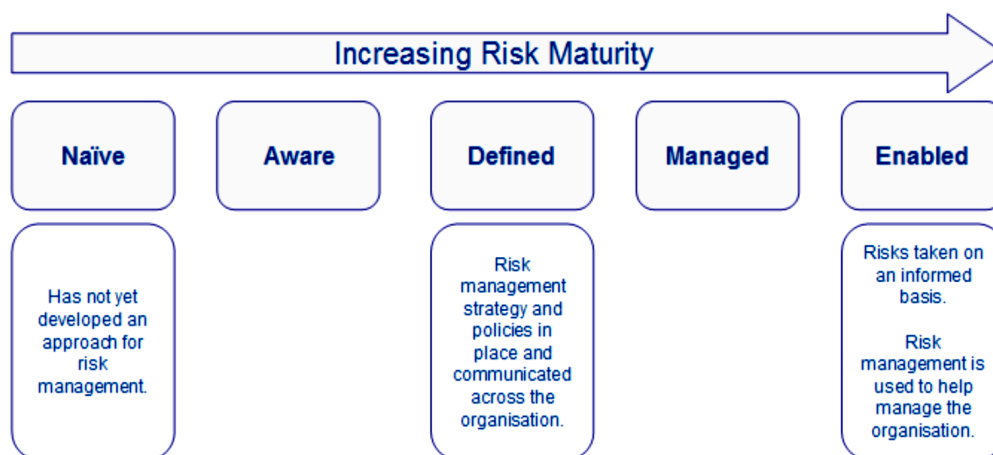 Increasing Risk Maturity
Naïve
Aware
Defined
Managed
Enabled
Has not yet
developed an
approach for
risk
management.
Risk
management
strategy and
policies in
place and
communicated
across the
organisation.
Risks taken on
an informed
basis.
Risk
management is
used to help
manage the
organisation.